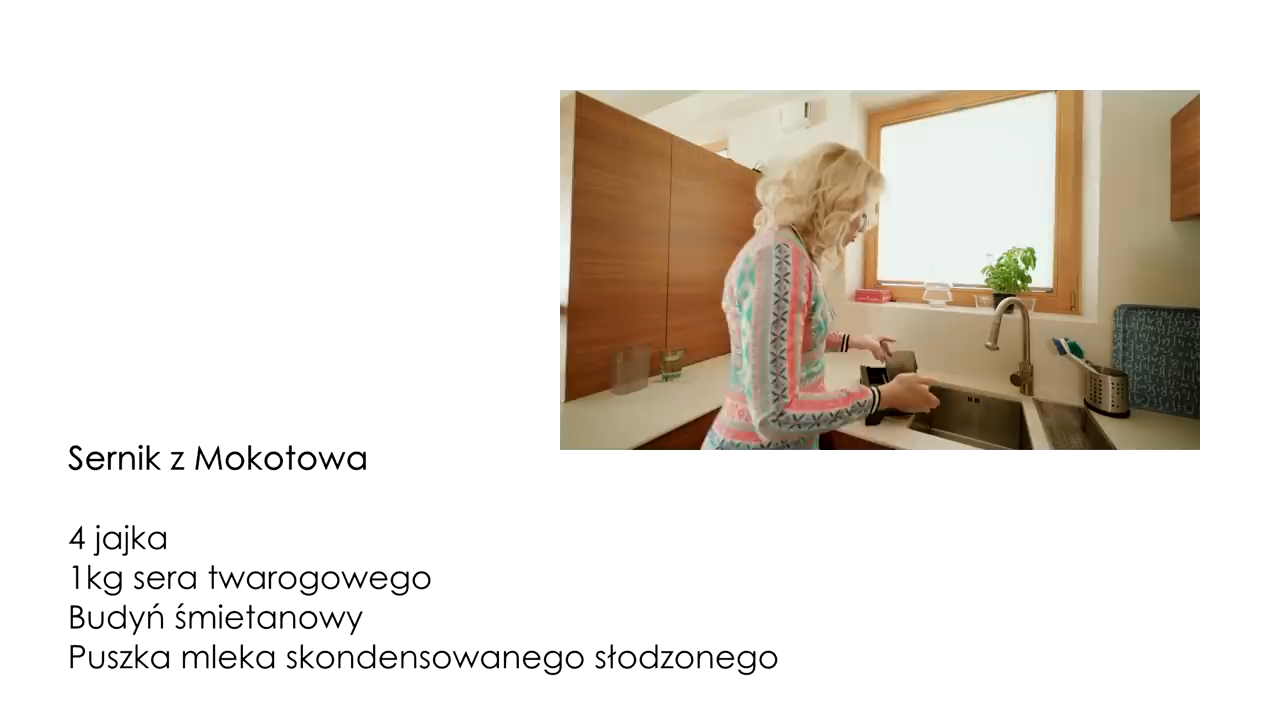 Sernik z Mokotowa
4 jajka
1kg sera twarogowego
Budyń śmietanowy
Puszka mleka skondensowanego słodzonego